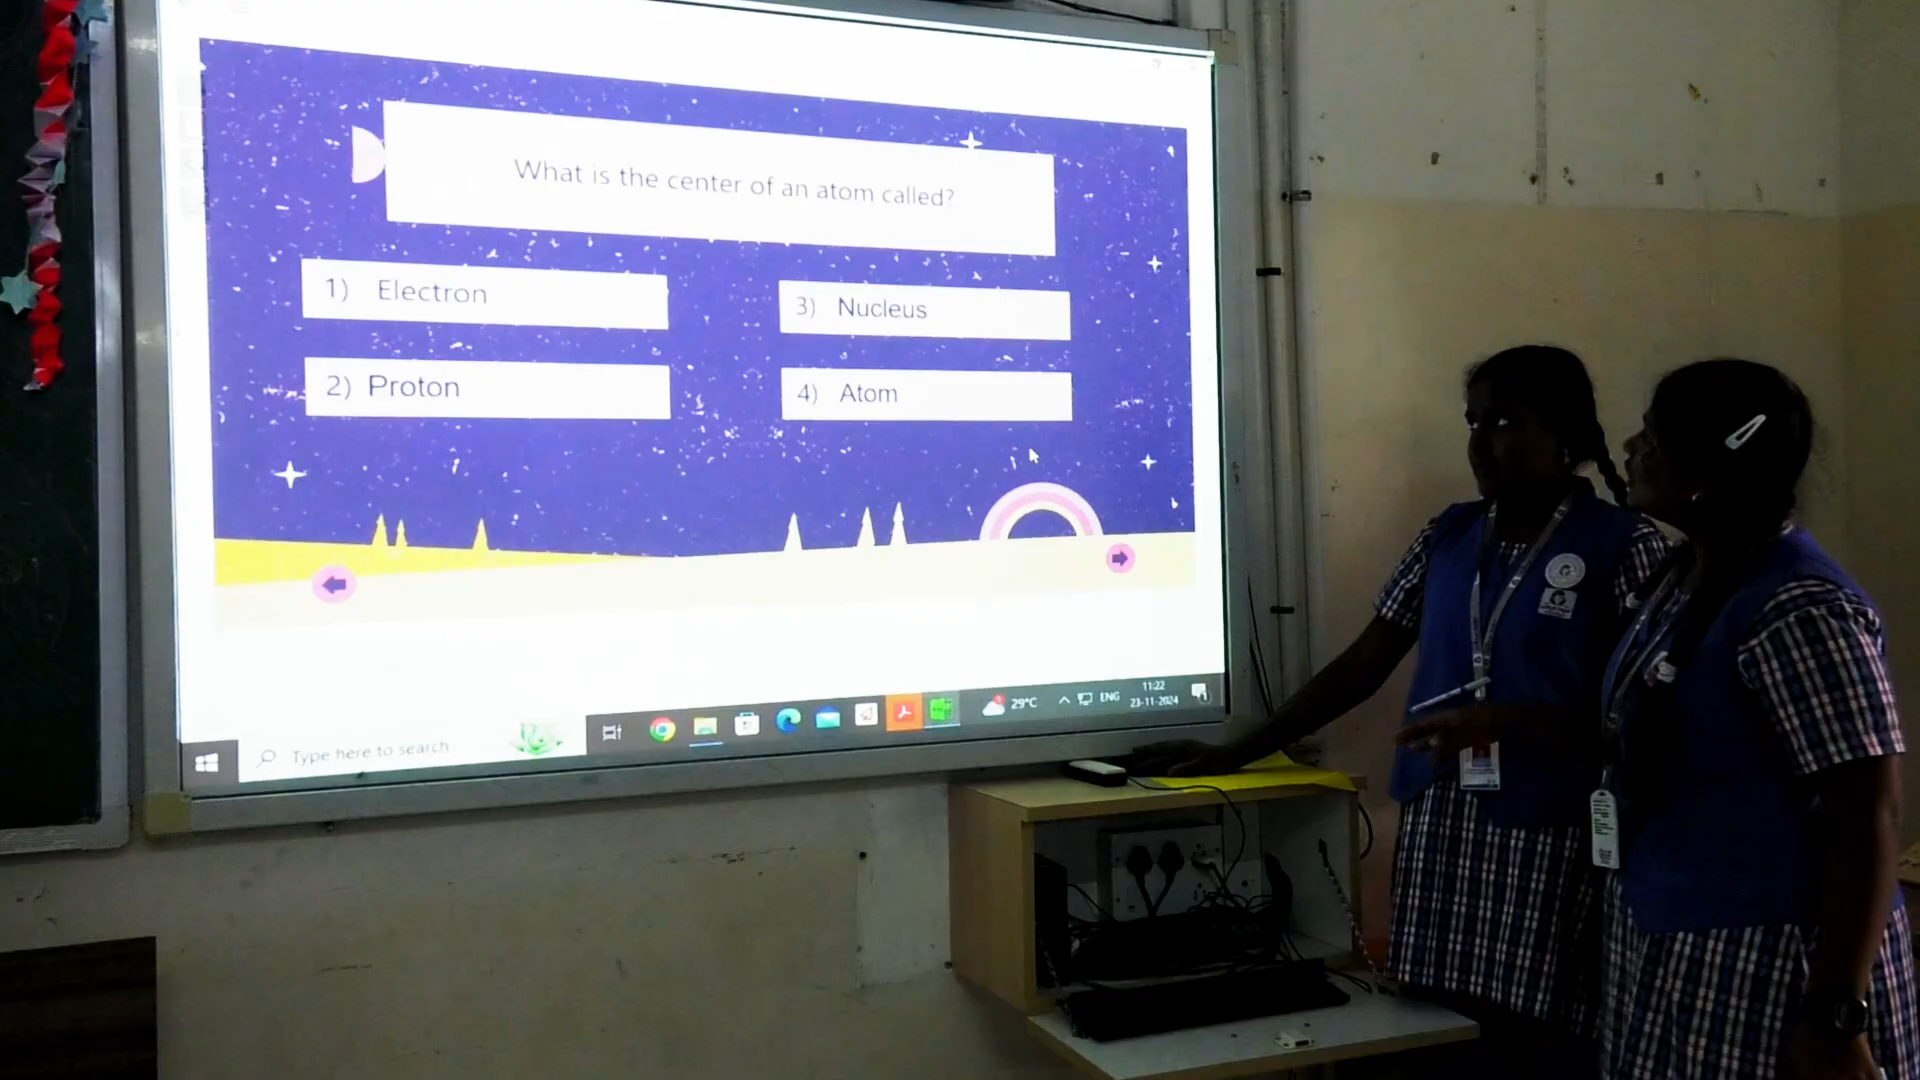 What is the center of an atom called?
1) Electron
3) Nucleus
2) Proton
4) Atom
Type here to search
29°C
ENG
11:22
23-11-2024